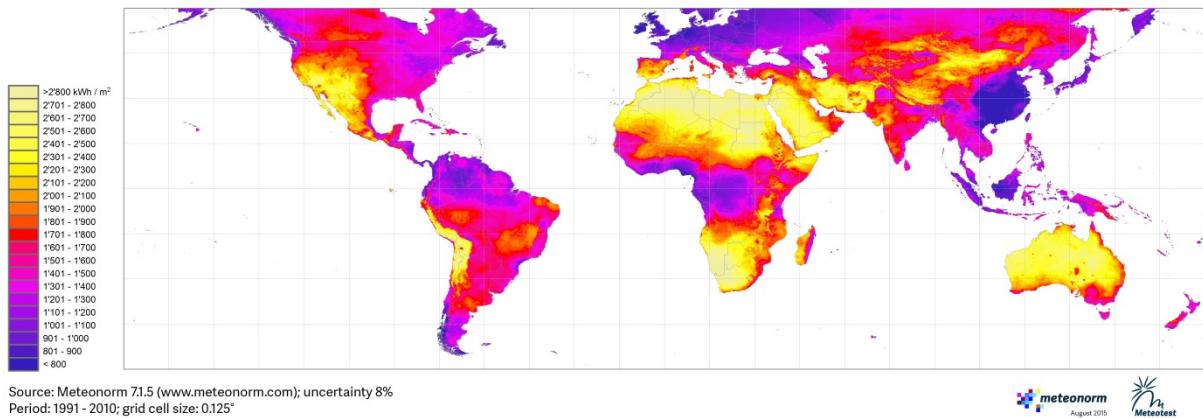 >2'800 kWh / m²
2'701 - 2'800
2'601 - 2'700
2'501 - 2'600
2'401 - 2'500
2'301 - 2'400
2'201 - 2'300
2'101 - 2'200
2'001 - 2'100
1'901 - 2'000
1'801 - 1'900
1'701 - 1'800
1'601 - 1'700
1'501 - 1'600
1'401 - 1'500
1'301 - 1'400
1'201 - 1'300
1'101 - 1'200
1'001 - 1'100
901 - 1'000
801 - 900
< 800
Source: Meteonorm 7.1.5 (www.meteonorm.com); uncertainty 8%
Period: 1991 - 2010; grid cell size: 0.125°
meteonorm
August 2015
Meteotest